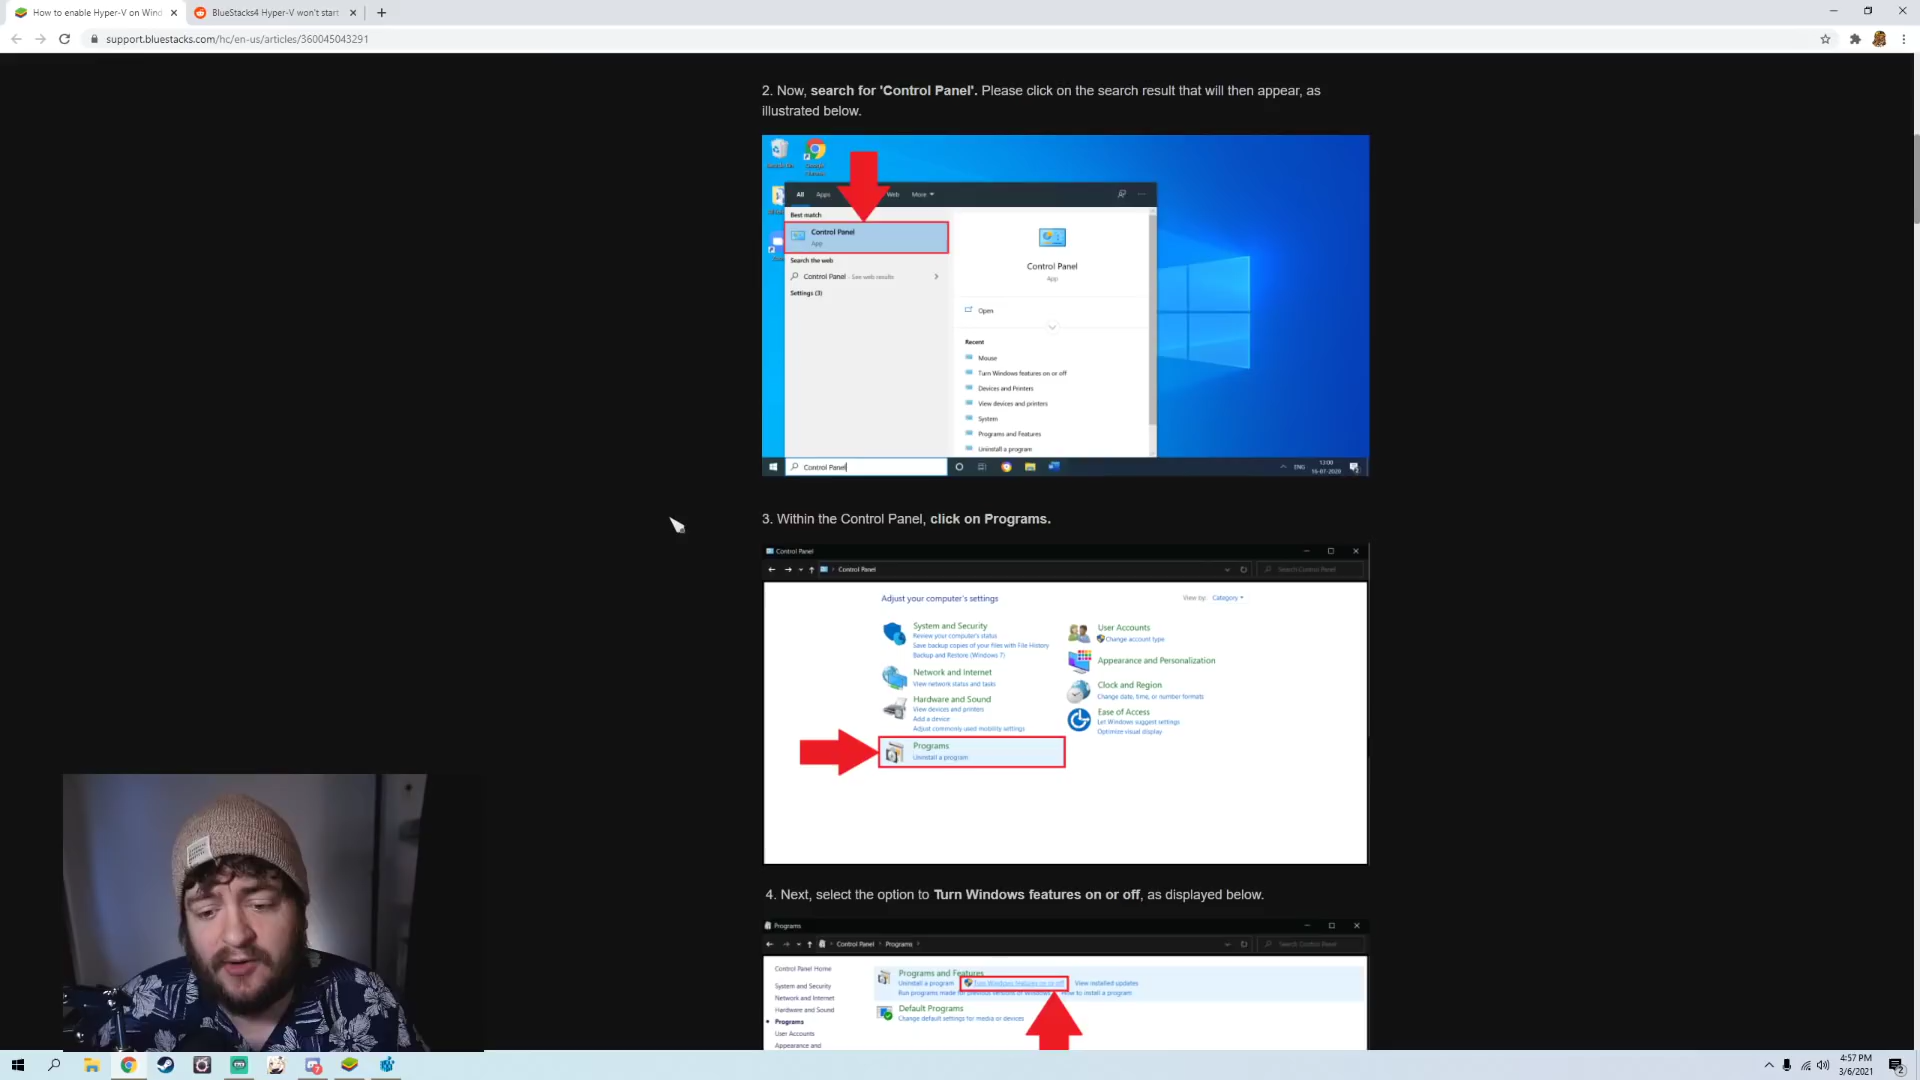 How to enable Hyper-V on Wind
BlueStacks4 Hyper-V won't start
support.bluestacks.com/hc/en-us/articles/360045043291
2. Now, search for 'Control Panel'. Please click on the search result that will then appear, as
illustrated below.
All Apps Web More
Best match
Control Panel
App
Search the web
Control Panel - See web results
Settings (3)
Control Panel
App
Open
Recent
Mouse
Turn Windows features on or off
Devices and Printers
View devices and printers
System
Programs and Features
Uninstall a program
Control Panel
ENG
13:00
16-07-2020
3. Within the Control Panel, click on Programs.
Control Panel
Control Panel
Search Control Panel
Adjust your computer's settings
View by: Category
System and Security
Review your computer's status
Save backup copies of your files with File History
Backup and Restore (Windows 7)
Network and Internet
View network status and tasks
Hardware and Sound
View devices and printers
Add a device
Adjust commonly used mobility settings
Programs
Uninstall a program
User Accounts
Change account type
Appearance and Personalization
Clock and Region
Change date, time, or number formats
Ease of Access
Let Windows suggest settings
Optimize visual display
4. Next, select the option to Turn Windows features on or off, as displayed below.
Programs
Control Panel Programs
Search Control Panel
Control Panel Home
System and Security
Network and Internet
Hardware and Sound
Programs
User Accounts
Appearance and
Programs and Features
Uninstall a program Turn Windows features on or off View installed updates
Run programs made for previous versions of Windows How to install a program
Default Programs
Change default settings for media or devices
4:57 PM
3/6/2021